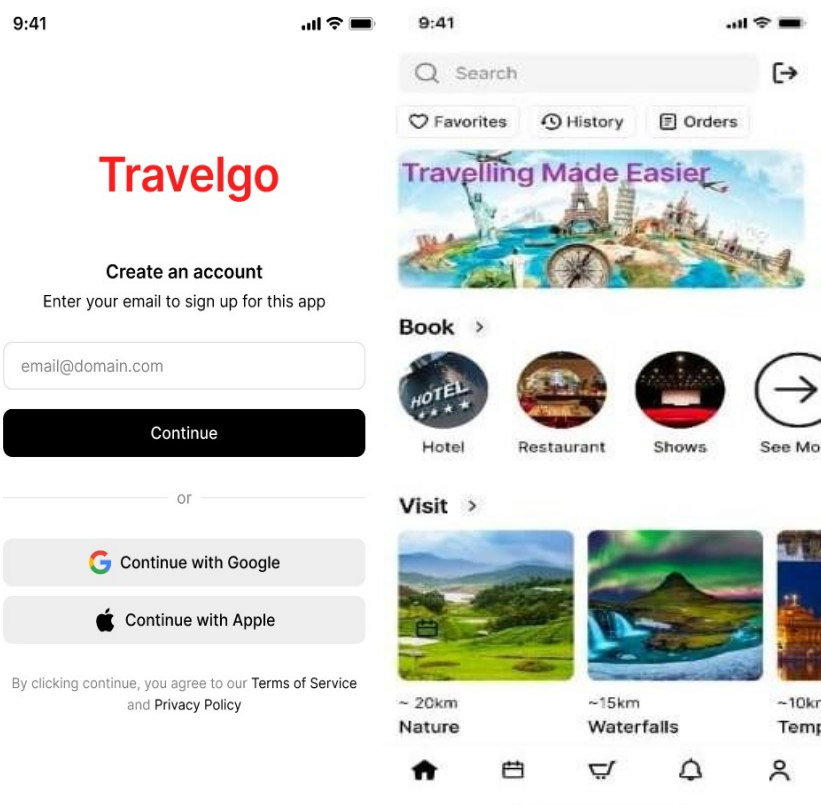 9:41
Travelgo
Create an account
Enter your email to sign up for this app
email@domain.com
Continue
or
Continue with Google
Continue with Apple
By clicking continue, you agree to our Terms of Service
and Privacy Policy
9:41
Search
Favorites History Orders
Travelling Made Easier
Book >
HOTEL
Hotel Restaurant Shows See Mo
Visit >
~ 20km ~15km ~10kr
Nature Waterfalls Temp